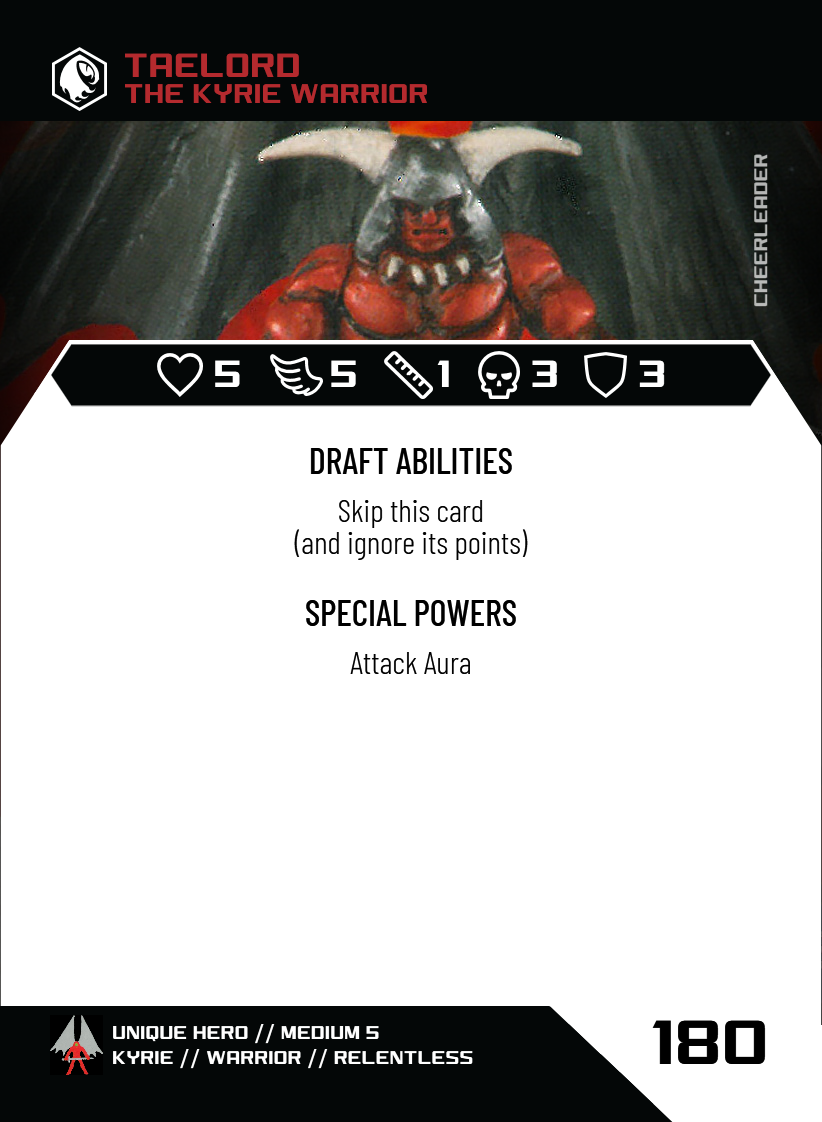 TAELORD
THE KYRIE WARRIOR
CHEERLEADER
5 5 1 3 3
DRAFT ABILITIES
Skip this card
(and ignore its points)
SPECIAL POWERS
Attack Aura
UNIQUE HERO // MEDIUM 5
KYRIE // WARRIOR // RELENTLESS
180